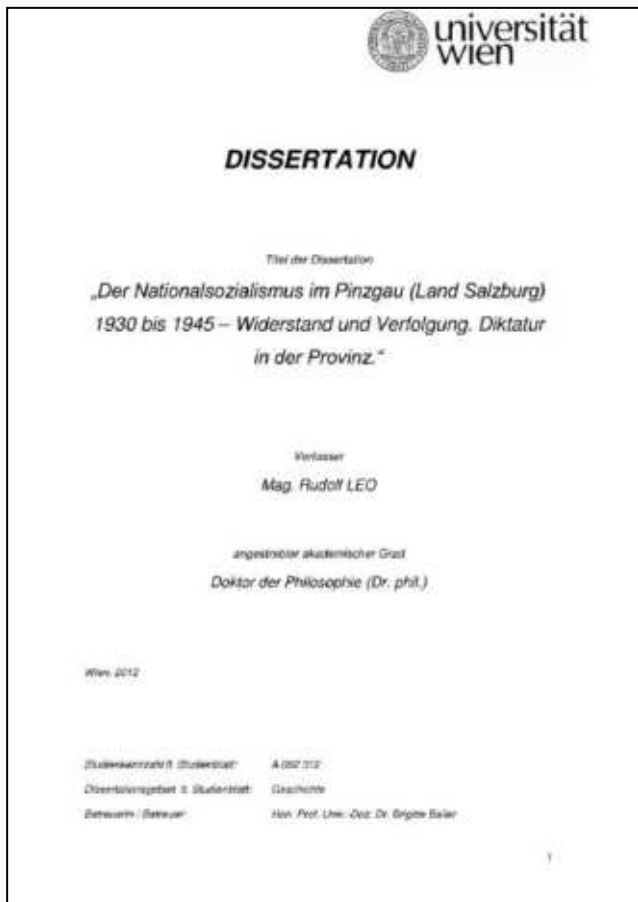 universität
wien
DISSERTATION
Titel der Dissertation
„Der Nationalsozialismus im Pinzgau (Land Salzburg)
1930 bis 1945 – Widerstand und Verfolgung. Diktatur
in der Provinz.“
Verfasser
Mag. Rudolf LEO
angestrebter akademischer Grad
Doktor der Philosophie (Dr. phil.)
Wien, 2012
Studienkennzahl lt. Studienblatt: A 092 312
Dissertationsgebiet lt. Studienblatt: Geschichte
Betreuerin / Betreuer: Hon. Prof. Univ.-Doz. Dr. Brigitte Bailer
1